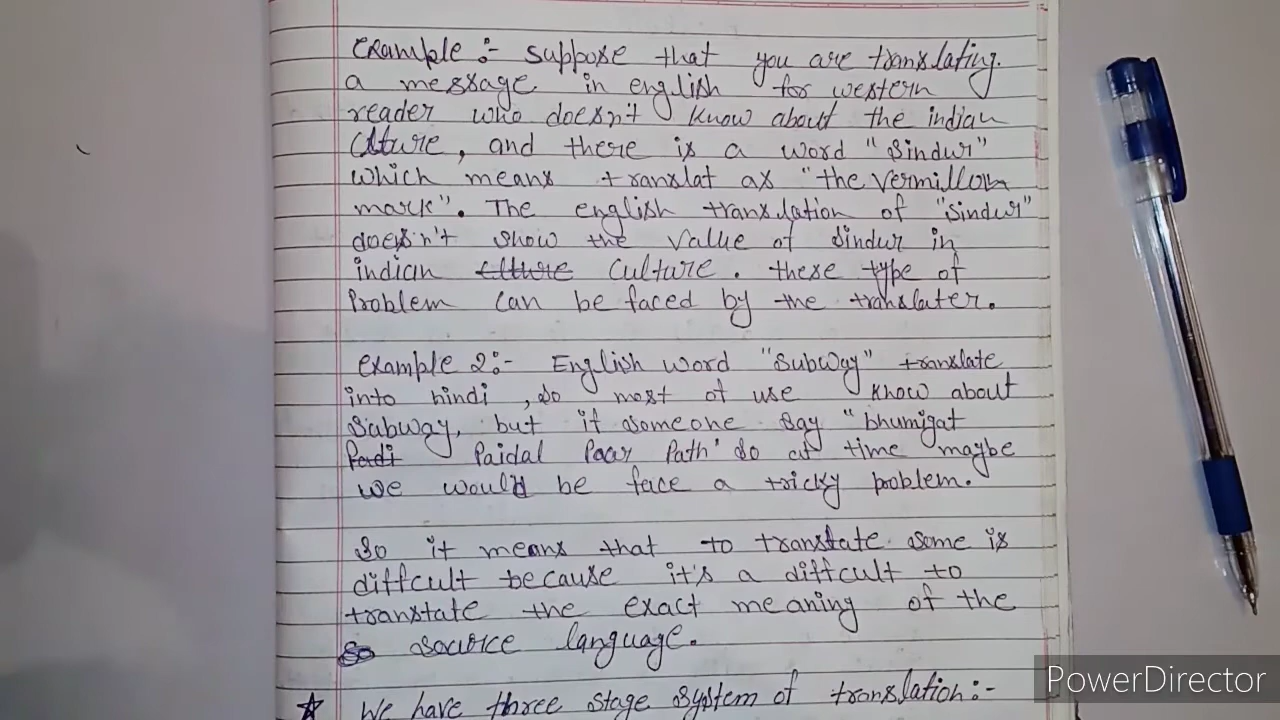 Example :- Suppose that you are translating.
a message in english for western
reader who doesn't know about the indian
Clture, and there is a word "Sindur"
which means translat as "the vermillon
mark". The english translation of "Sindur"
doesn't show the value of Sindur in
indian clture culture. these type of
Problem can be faced by the translater.
Example 2:- English word "Subway" translate
into hindi, so most of use know about
Subway, but if someone say "bhumigat
Padi Paidal Paar Path' so at time maybe
we would be face a tricky problem.
So it means that to transtate some is
diffcult because it's a diffcult to
transtate the exact meaning of the
so source language.
☆ We have three stage system of translation:-
PowerDirector